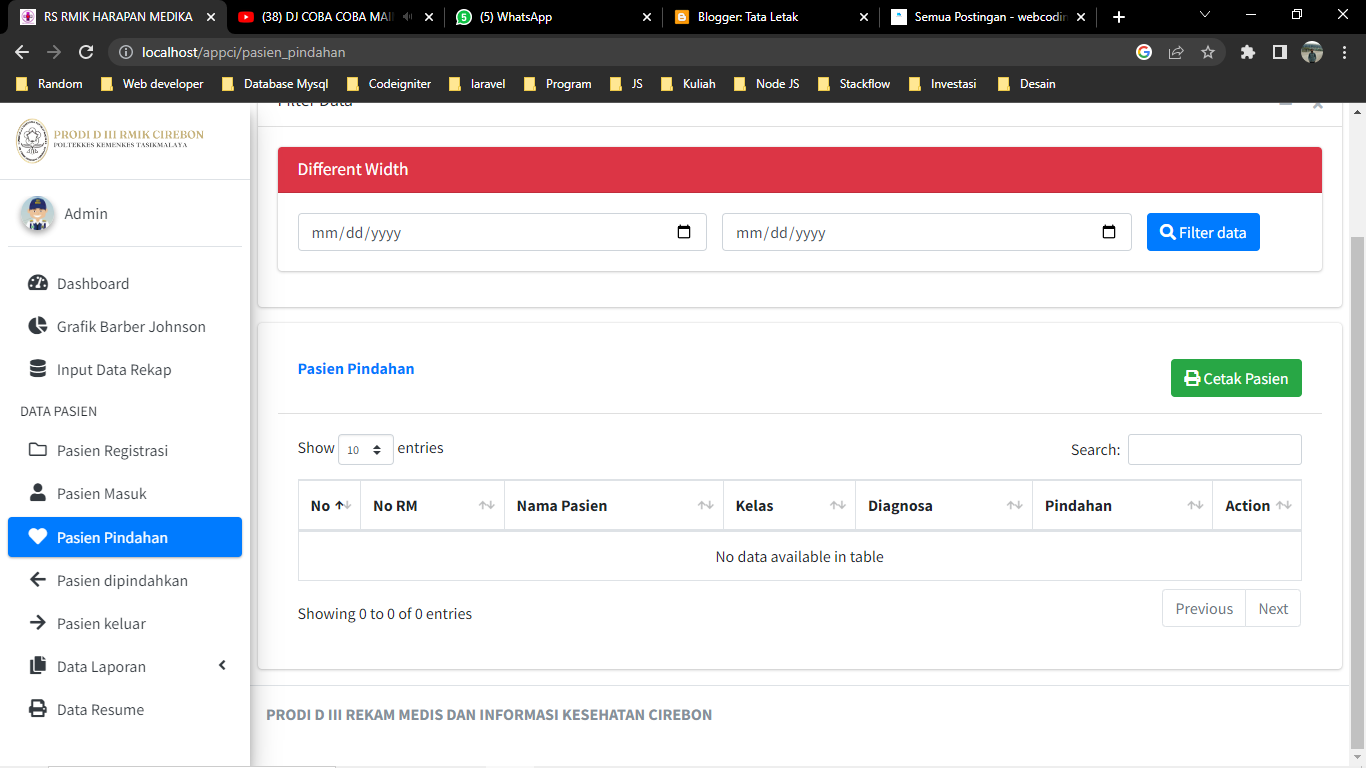 RS RMIK HARAPAN MEDIKA
(38) DJ COBA COBA MAI
(5) WhatsApp
Blogger: Tata Letak
Semua Postingan - webcodin
localhost/appci/pasien_pindahan
Random
Web developer
Database Mysql
Codeigniter
laravel
Program
JS
Kuliah
Node JS
Stackflow
Investasi
Desain
PRODI D III RMIK CIREBON
POLTEKKES KEMENKES TASIKMALAYA
Admin
Dashboard
Grafik Barber Johnson
Input Data Rekap
DATA PASIEN
Pasien Registrasi
Pasien Masuk
Pasien Pindahan
Pasien dipindahkan
Pasien keluar
Data Laporan
Data Resume
Filter Data
Different Width
mm/dd/yyyy
mm/dd/yyyy
Filter data
Pasien Pindahan
Cetak Pasien
Show 10 entries
Search:
No
No RM
Nama Pasien
Kelas
Diagnosa
Pindahan
Action
No data available in table
Showing 0 to 0 of 0 entries
Previous
Next
PRODI D III REKAM MEDIS DAN INFORMASI KESEHATAN CIREBON